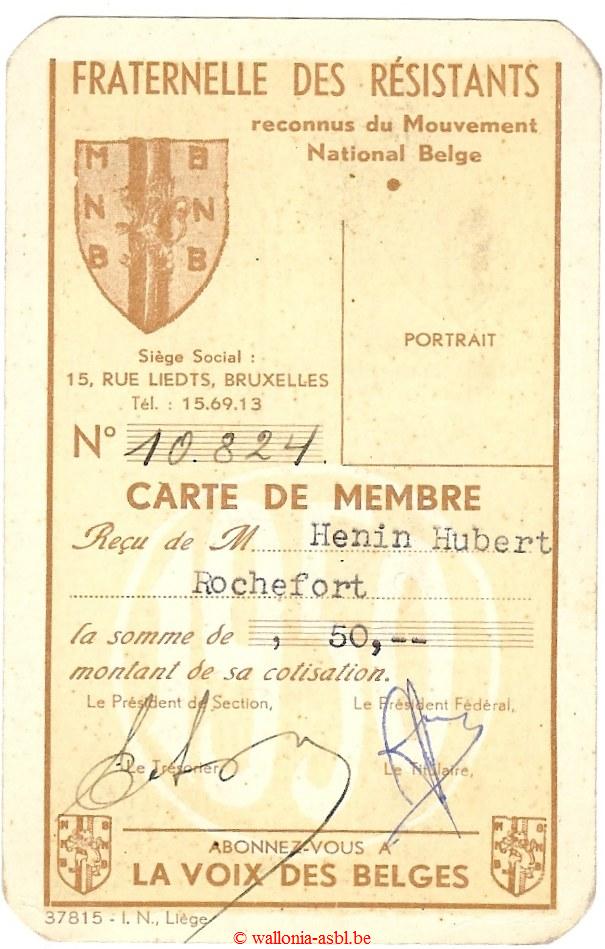 FRATERNELLE DES RÉSISTANTS
reconnus du Mouvement
National Belge
M B
N N
B B
PORTRAIT
Siège Social :
15, RUE LIEDTS, BRUXELLES
Tél. : 15.69.13
N° 10.824.
CARTE DE MEMBRE
Reçu de M Henin Hubert
Rochefort
la somme de , 50,--
montant de sa cotisation.
Le Président de Section, Le Président Fédéral,
Le Trésorier Le Titulaire,
ABONNEZ-VOUS A
LA VOIX DES BELGES
37815 - I. N., Liège
© wallonia-asbl.be